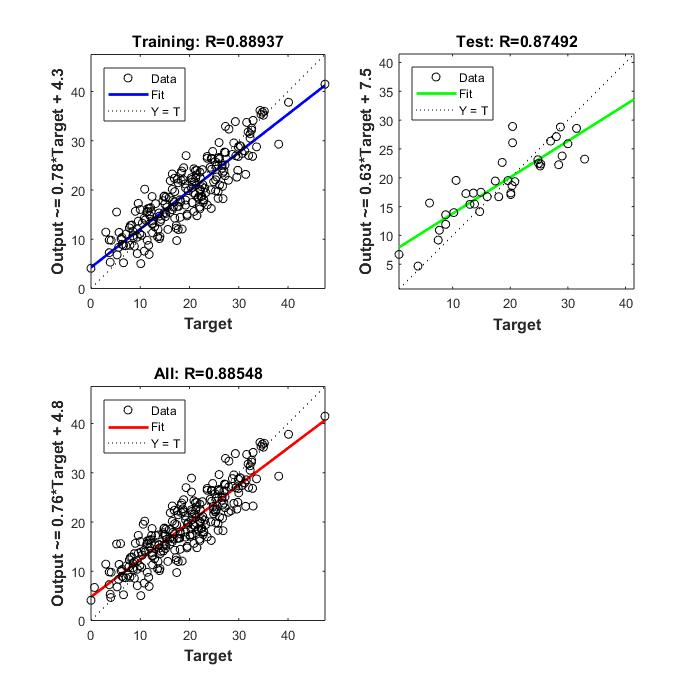 Training: R=0.88937
Output ~= 0.78*Target + 4.3
Data
Fit
Y = T
40
30
20
10
0
0 10 20 30 40
Target
Test: R=0.87492
Output ~= 0.63*Target + 7.5
Data
Fit
Y = T
40
35
30
25
20
15
10
5
10 20 30 40
Target
All: R=0.88548
Output ~= 0.76*Target + 4.8
Data
Fit
Y = T
40
30
20
10
0
0 10 20 30 40
Target